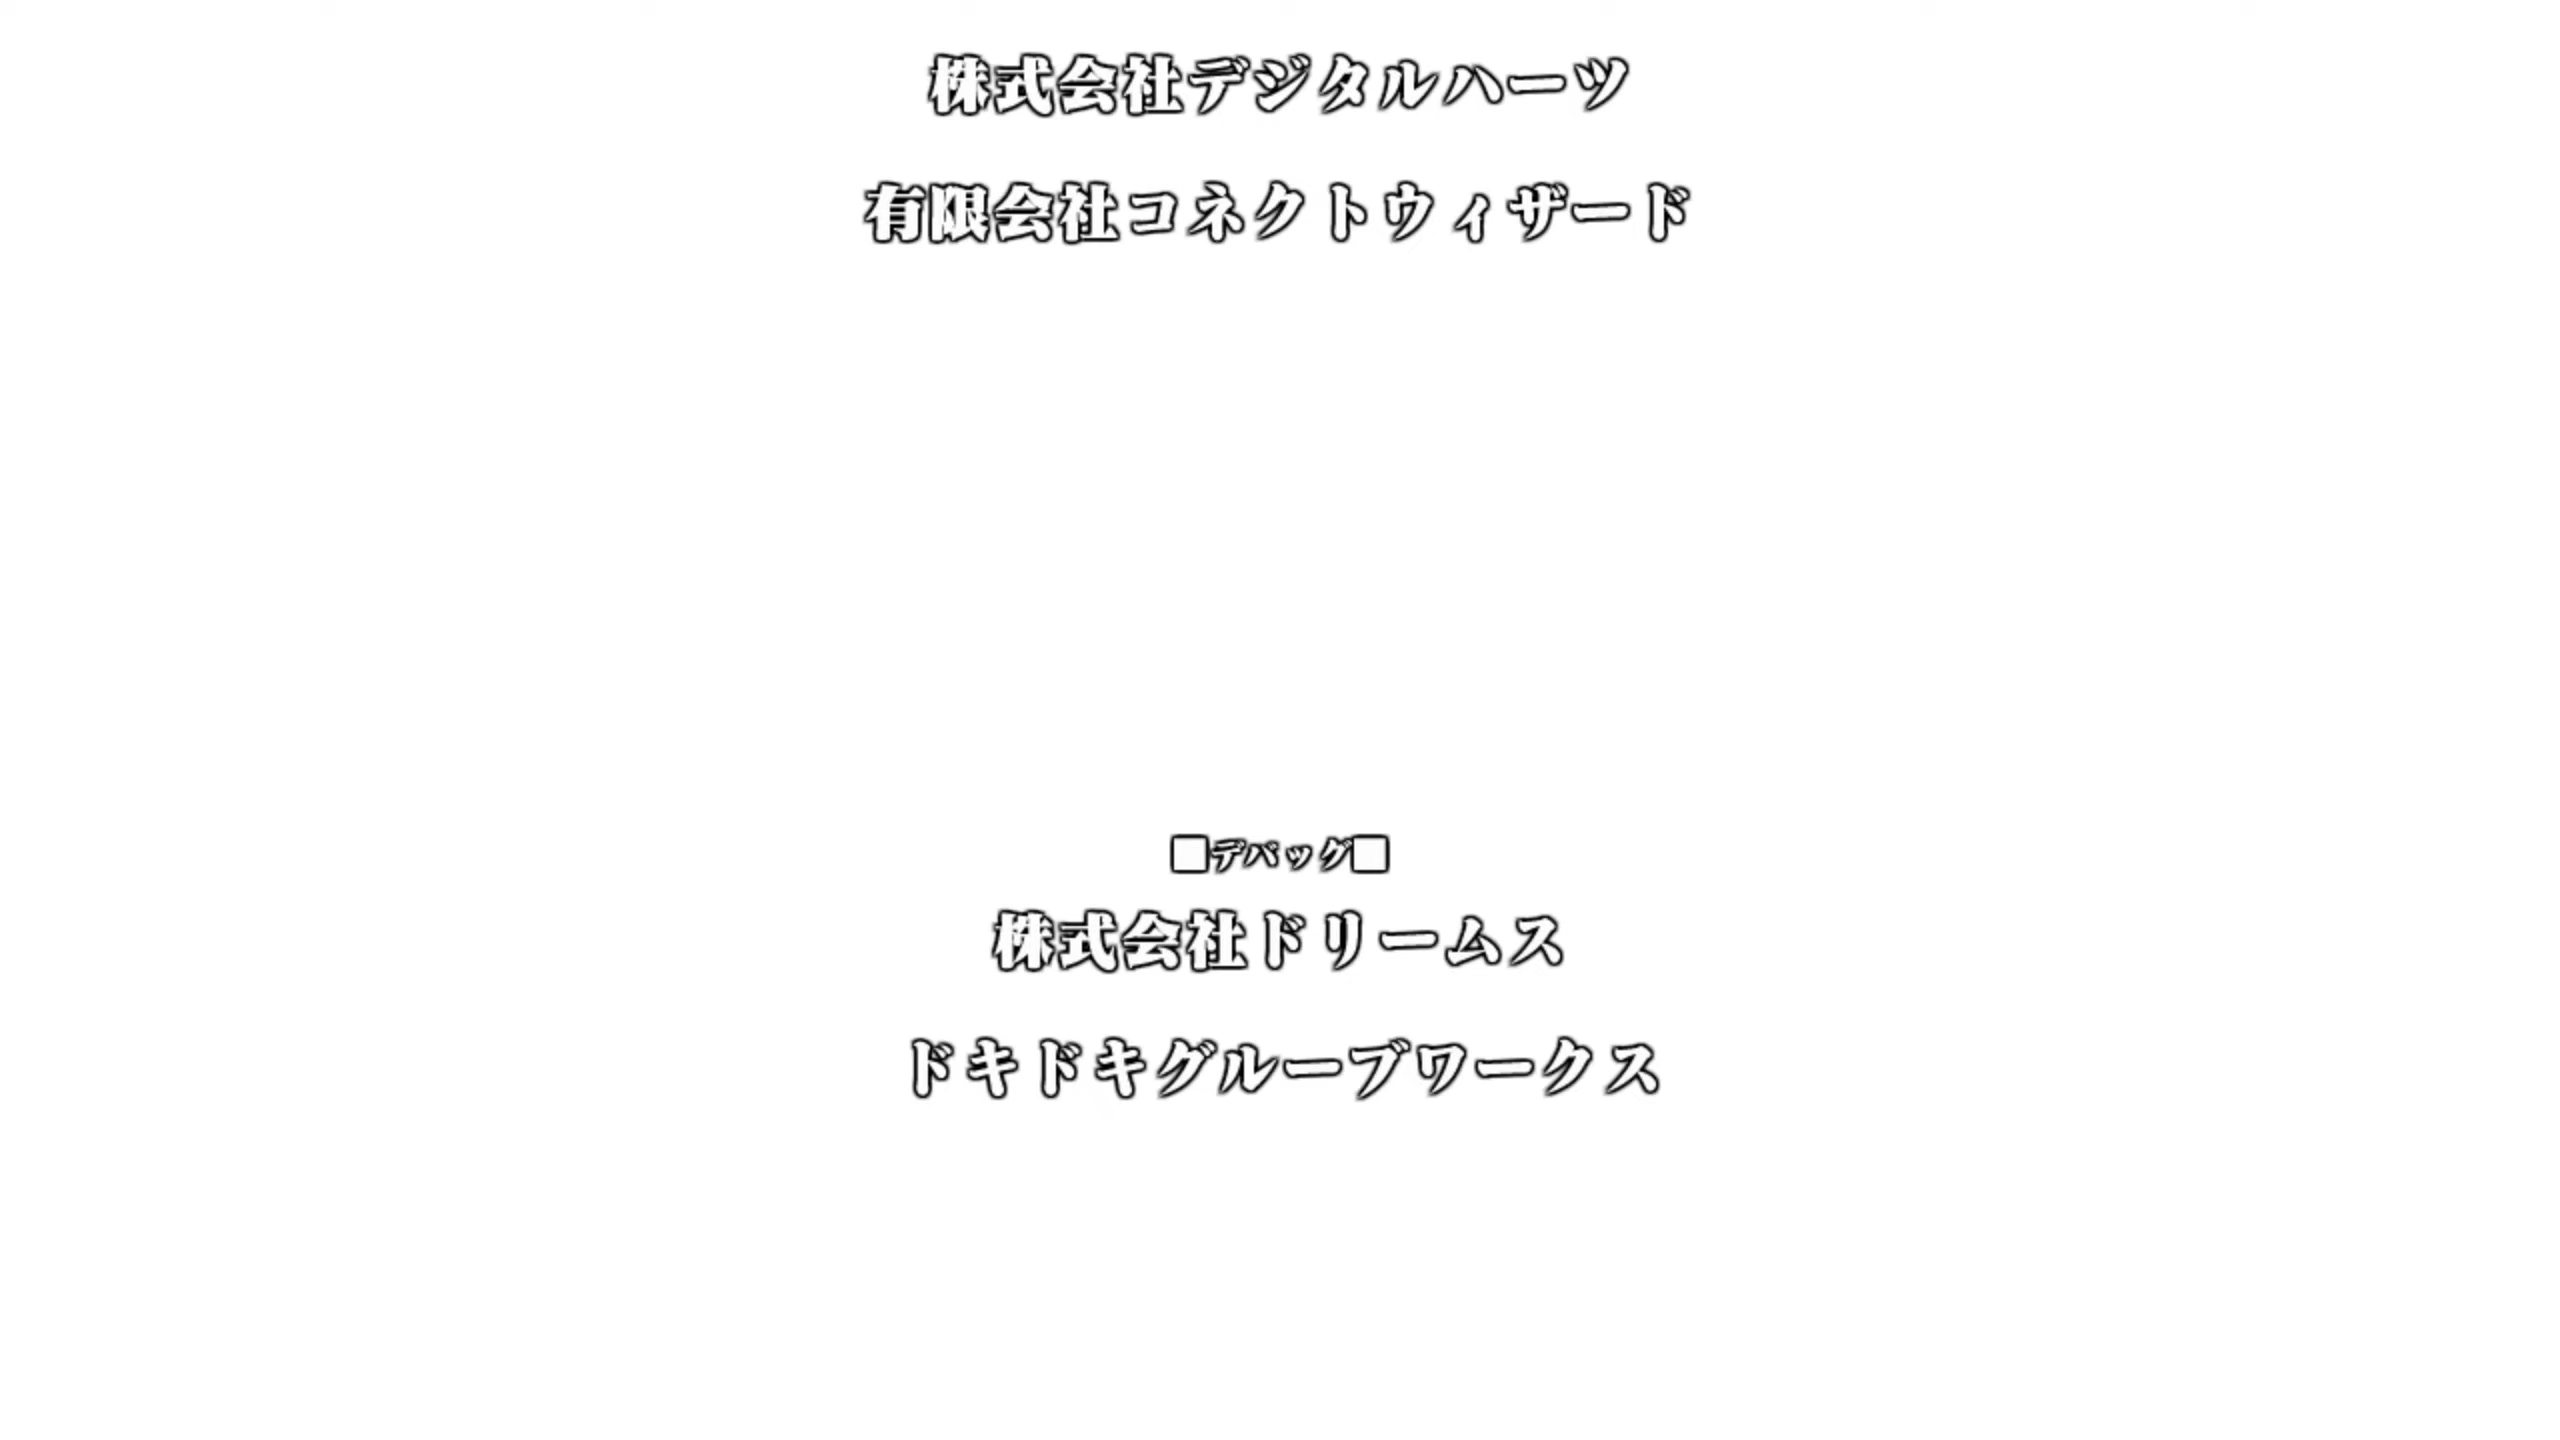 株式会社デジタルハーツ
有限会社コネクトウィザード
□デバッグ□
株式会社ドリームス
ドキドキグルーブワークス